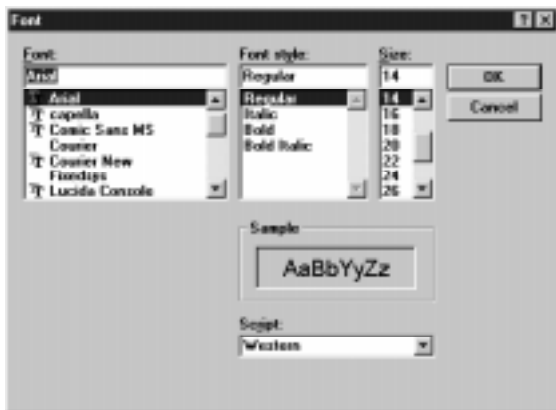 Font
Font: Font style: Size:
Arial Regular 14 OK
Arial Regular 14 Cancel
capella Italic 16
Comic Sans MS Bold 18
Courier Bold Italic 20
Courier New 22
Fixedsys 24
Lucida Console 26
Sample
AaBbYyZz
Script:
Western